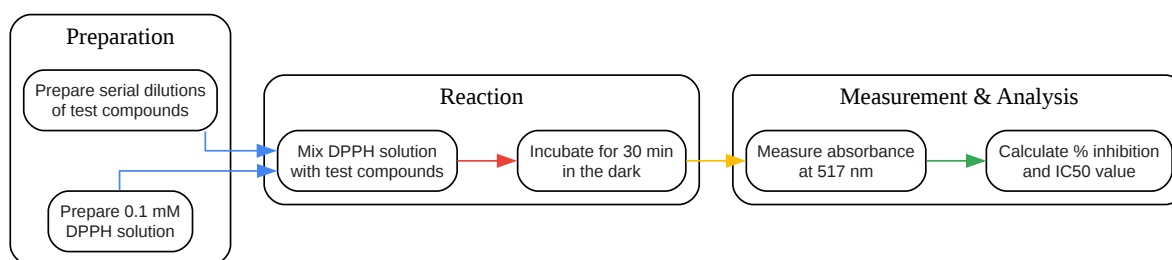 Preparation
Prepare serial dilutions
of test compounds
Prepare 0.1 mM
DPPH solution
Reaction
Mix DPPH solution
with test compounds
Incubate for 30 min
in the dark
Measurement & Analysis
Measure absorbance
at 517 nm
Calculate % inhibition
and IC50 value